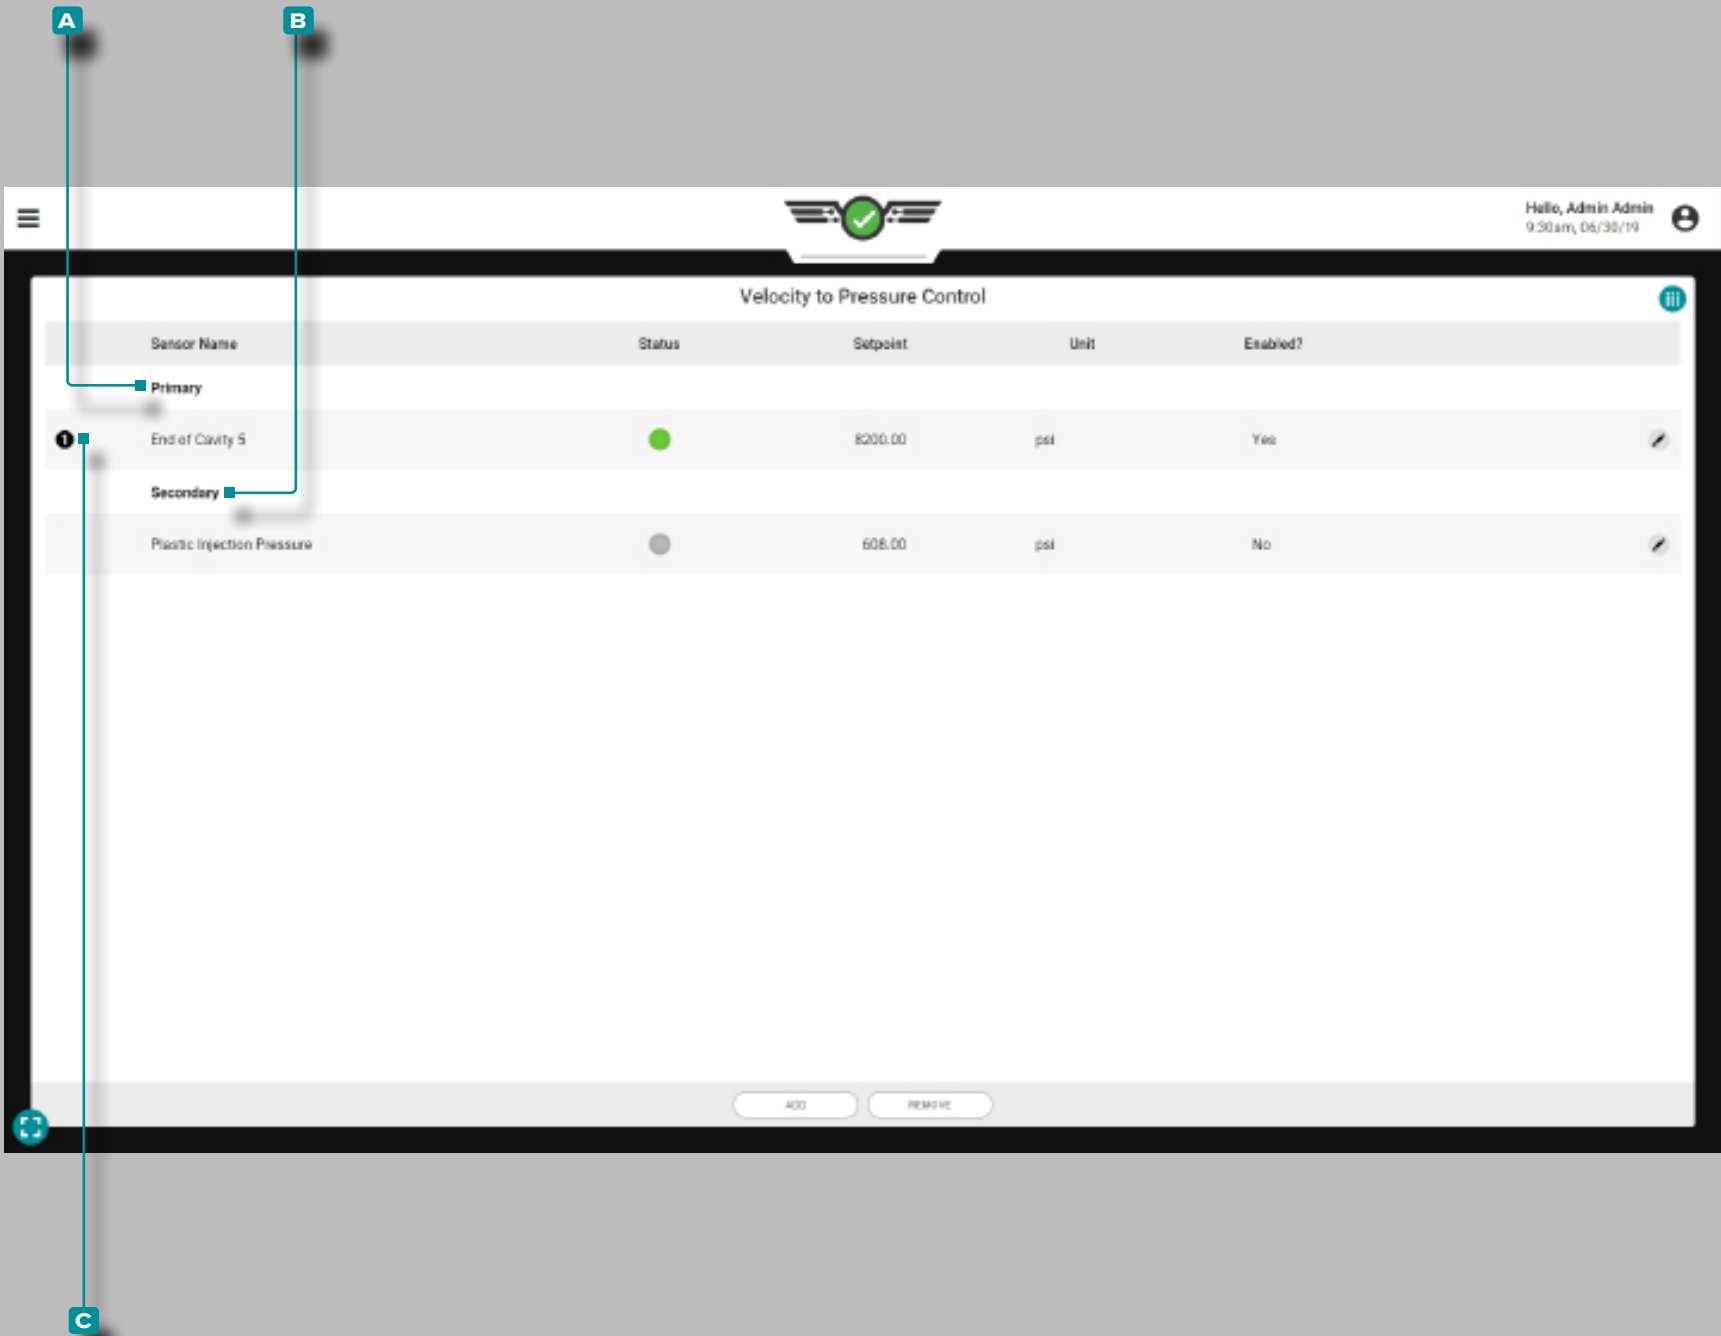 A B
Hello, Admin Admin
9:30am, 06/30/19
Velocity to Pressure Control
Sensor Name Status Setpoint Unit Enabled?
Primary
1 End of Cavity 5 8200.00 psi Yes
Secondary
Plastic Injection Pressure 608.00 psi No
ADD REMOVE
C